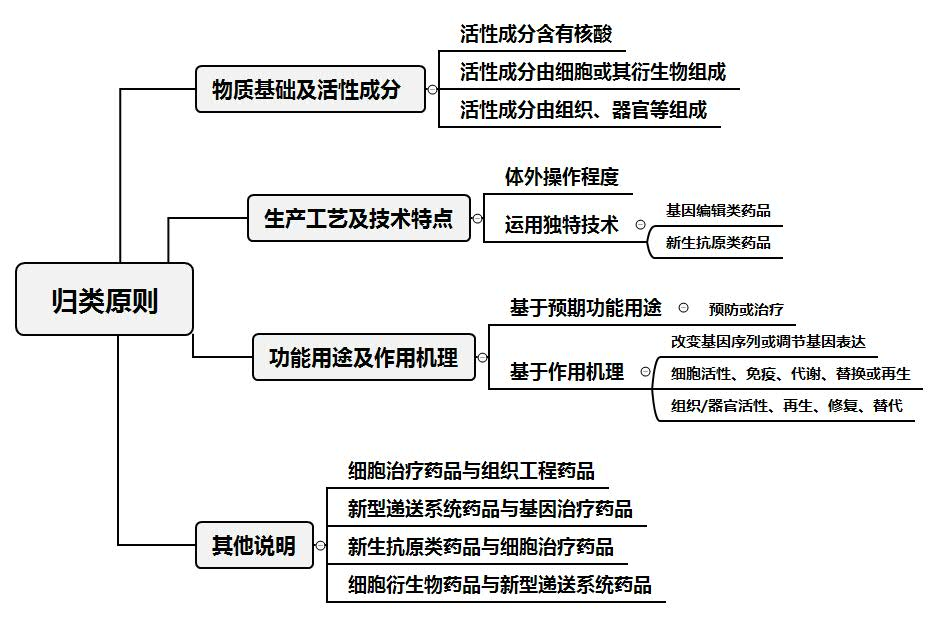 归类原则
物质基础及活性成分
活性成分含有核酸
活性成分由细胞或其衍生物组成
活性成分由组织、器官等组成
生产工艺及技术特点
体外操作程度
运用独特技术
基因编辑类药品
新生抗原类药品
功能用途及作用机理
基于预期功能用途
预防或治疗
基于作用机理
改变基因序列或调节基因表达
细胞活性、免疫、代谢、替换或再生
组织/器官活性、再生、修复、替代
其他说明
细胞治疗药品与组织工程药品
新型递送系统药品与基因治疗药品
新生抗原类药品与细胞治疗药品
细胞衍生物药品与新型递送系统药品